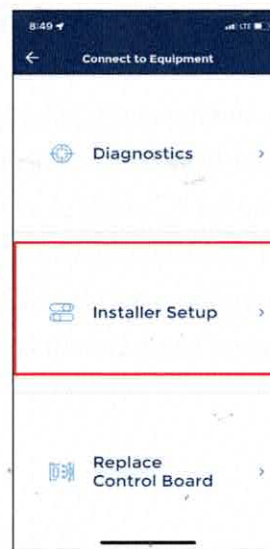 8:49
LTE
Connect to Equipment
Diagnostics
Installer Setup
Replace
Control Board